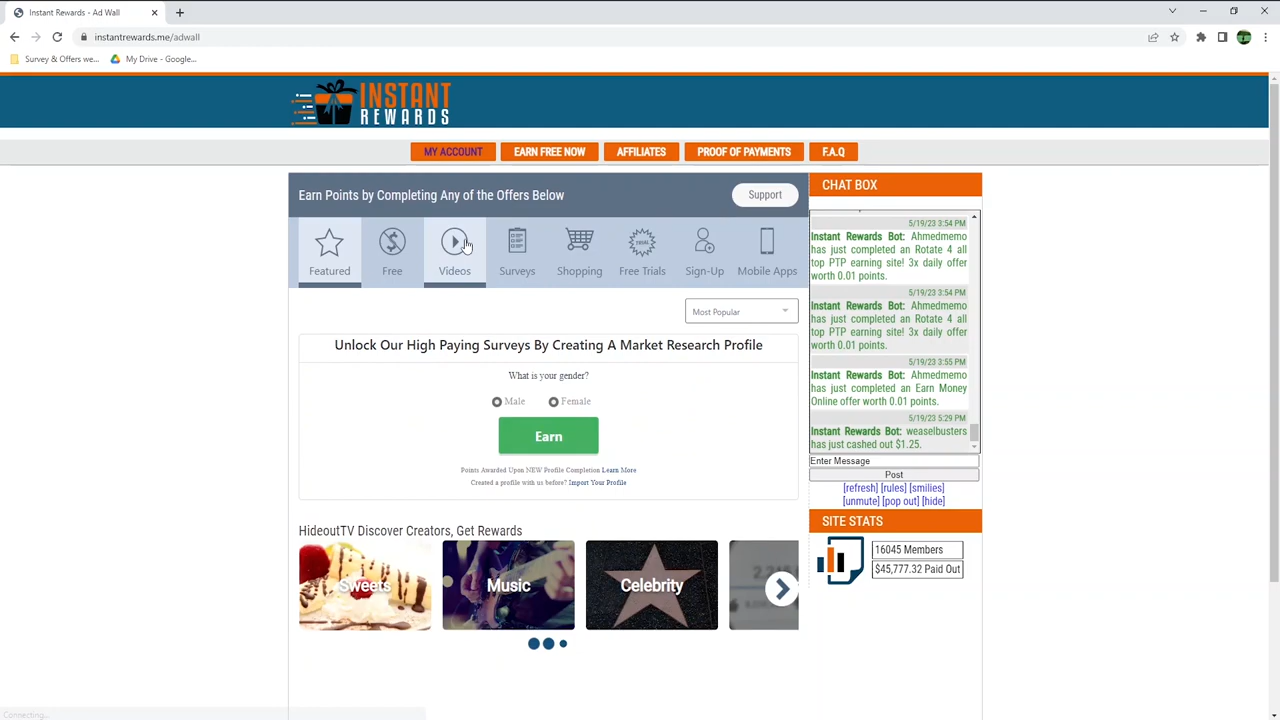 Instant Rewards - Ad Wall
instantrewards.me/adwall
Survey & Offers we...
My Drive - Google...
INSTANT
REWARDS
MY ACCOUNT
EARN FREE NOW
AFFILIATES
PROOF OF PAYMENTS
F.A.Q
Earn Points by Completing Any of the Offers Below
Support
Featured
Free
Videos
Surveys
Shopping
TRIAL
Free Trials
Sign-Up
Mobile Apps
Most Popular
Unlock Our High Paying Surveys By Creating A Market Research Profile
What is your gender?
Male
Female
Earn
Points Awarded Upon NEW Profile Completion Learn More
Created a profile with us before? Import Your Profile
HideoutTV Discover Creators, Get Rewards
Sweets
Music
Celebrity
CHAT BOX
5/19/23 3:54 PM
Instant Rewards Bot: Ahmedmemo
has just completed an Rotate 4 all
top PTP earning site! 3x daily offer
worth 0.01 points.
5/19/23 3:54 PM
Instant Rewards Bot: Ahmedmemo
has just completed an Rotate 4 all
top PTP earning site! 3x daily offer
worth 0.01 points.
5/19/23 3:55 PM
Instant Rewards Bot: Ahmedmemo
has just completed an Earn Money
Online offer worth 0.01 points.
5/19/23 5:29 PM
Instant Rewards Bot: weaselbusters
has just cashed out $1.25.
Enter Message
Post
[refresh] [rules] [smilies]
[unmute] [pop out] [hide]
SITE STATS
16045 Members
$45,777.32 Paid Out
Connecting...